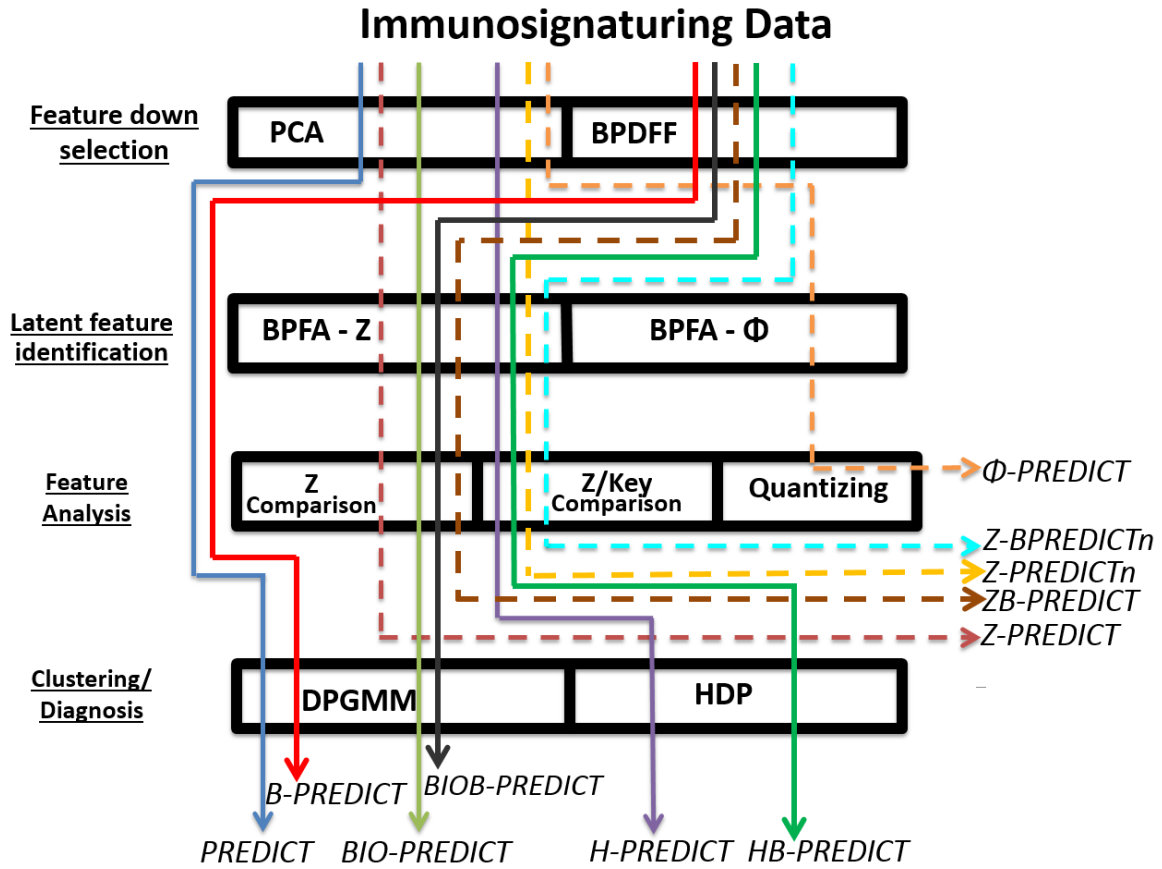 Immunosignaturing Data
Feature down
selection
PCA
BPDFF
Latent feature
identification
BPFA - Z
BPFA - Φ
Feature
Analysis
Z
Comparison
Z/Key
Comparison
Quantizing
Φ-PREDICT
Z-BPREDICTn
Z-PREDICTn
ZB-PREDICT
Z-PREDICT
Clustering/
Diagnosis
DPGMM
HDP
B-PREDICT
BIOB-PREDICT
PREDICT
BIO-PREDICT
H-PREDICT
HB-PREDICT